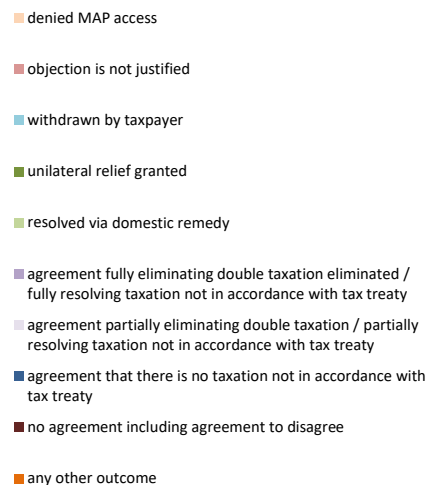 denied MAP access
objection is not justified
withdrawn by taxpayer
unilateral relief granted
resolved via domestic remedy
agreement fully eliminating double taxation eliminated /
fully resolving taxation not in accordance with tax treaty
agreement partially eliminating double taxation / partially
resolving taxation not in accordance with tax treaty
agreement that there is no taxation not in accordance with
tax treaty
no agreement including agreement to disagree
any other outcome